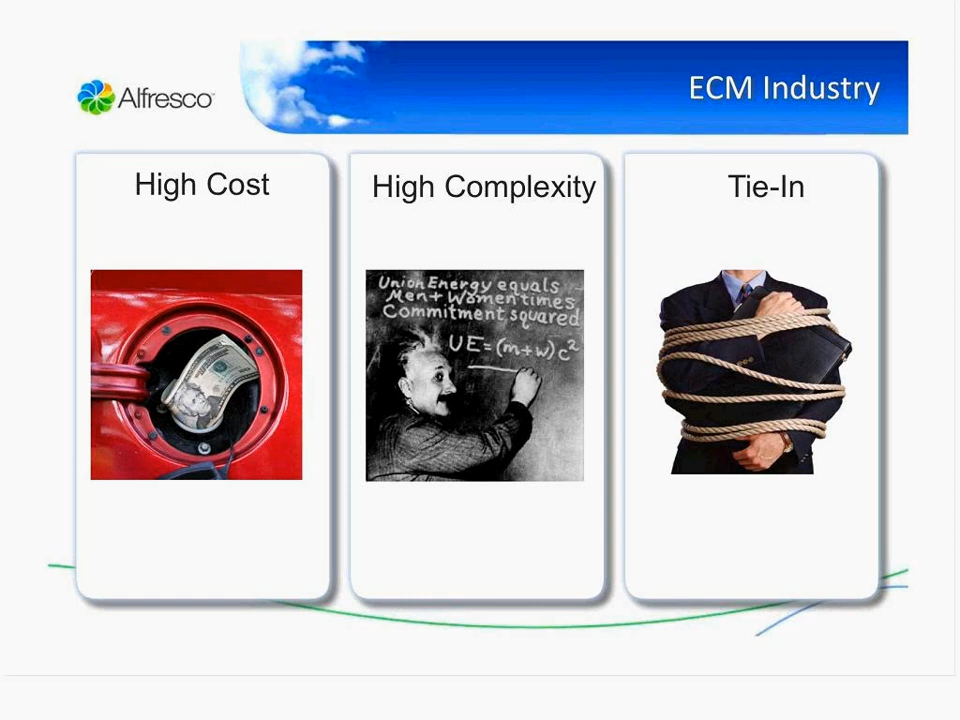 Alfresco
ECM Industry
High Cost
High Complexity
Tie-In
Union Energy equals
Men + Women times
Commitment squared
UE = (m+w)c²